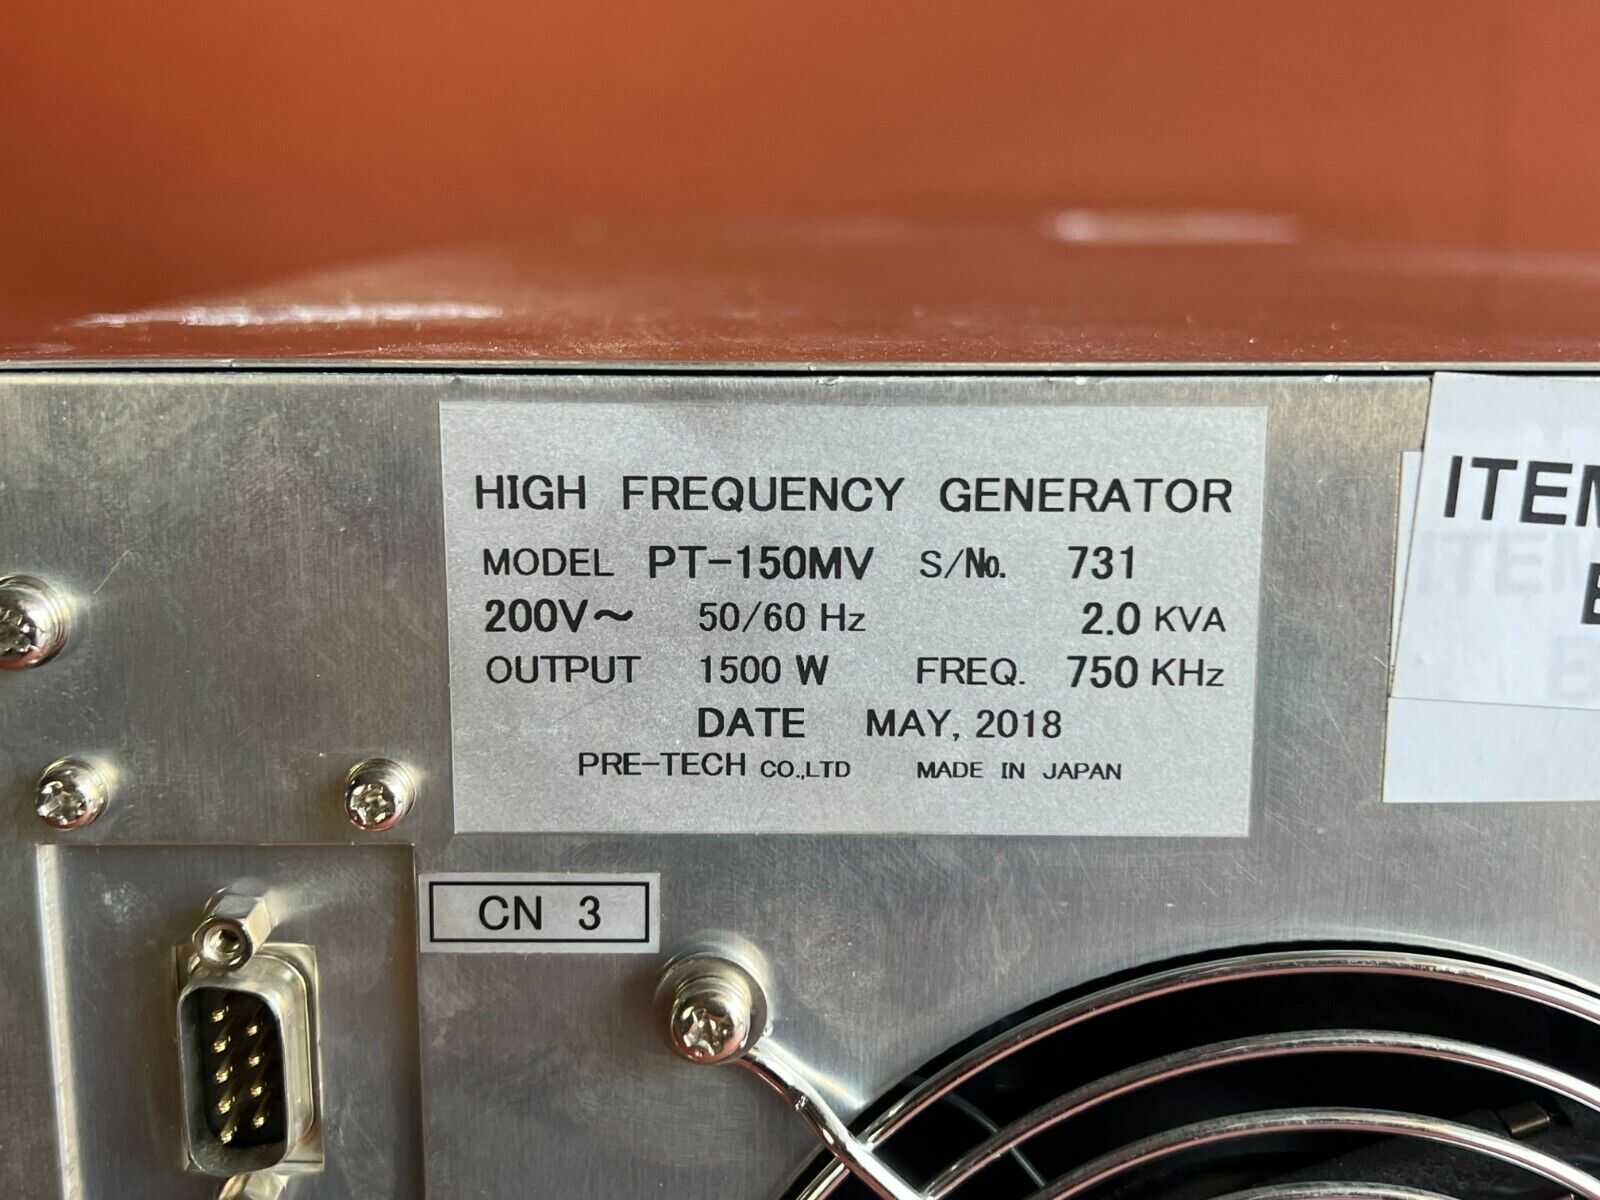 HIGH FREQUENCY GENERATOR
MODEL PT-150MV S/No. 731
200V～ 50/60 Hz 2.0 KVA
OUTPUT 1500 W FREQ. 750 KHz
DATE MAY, 2018
PRE-TECH CO.,LTD MADE IN JAPAN
CN 3